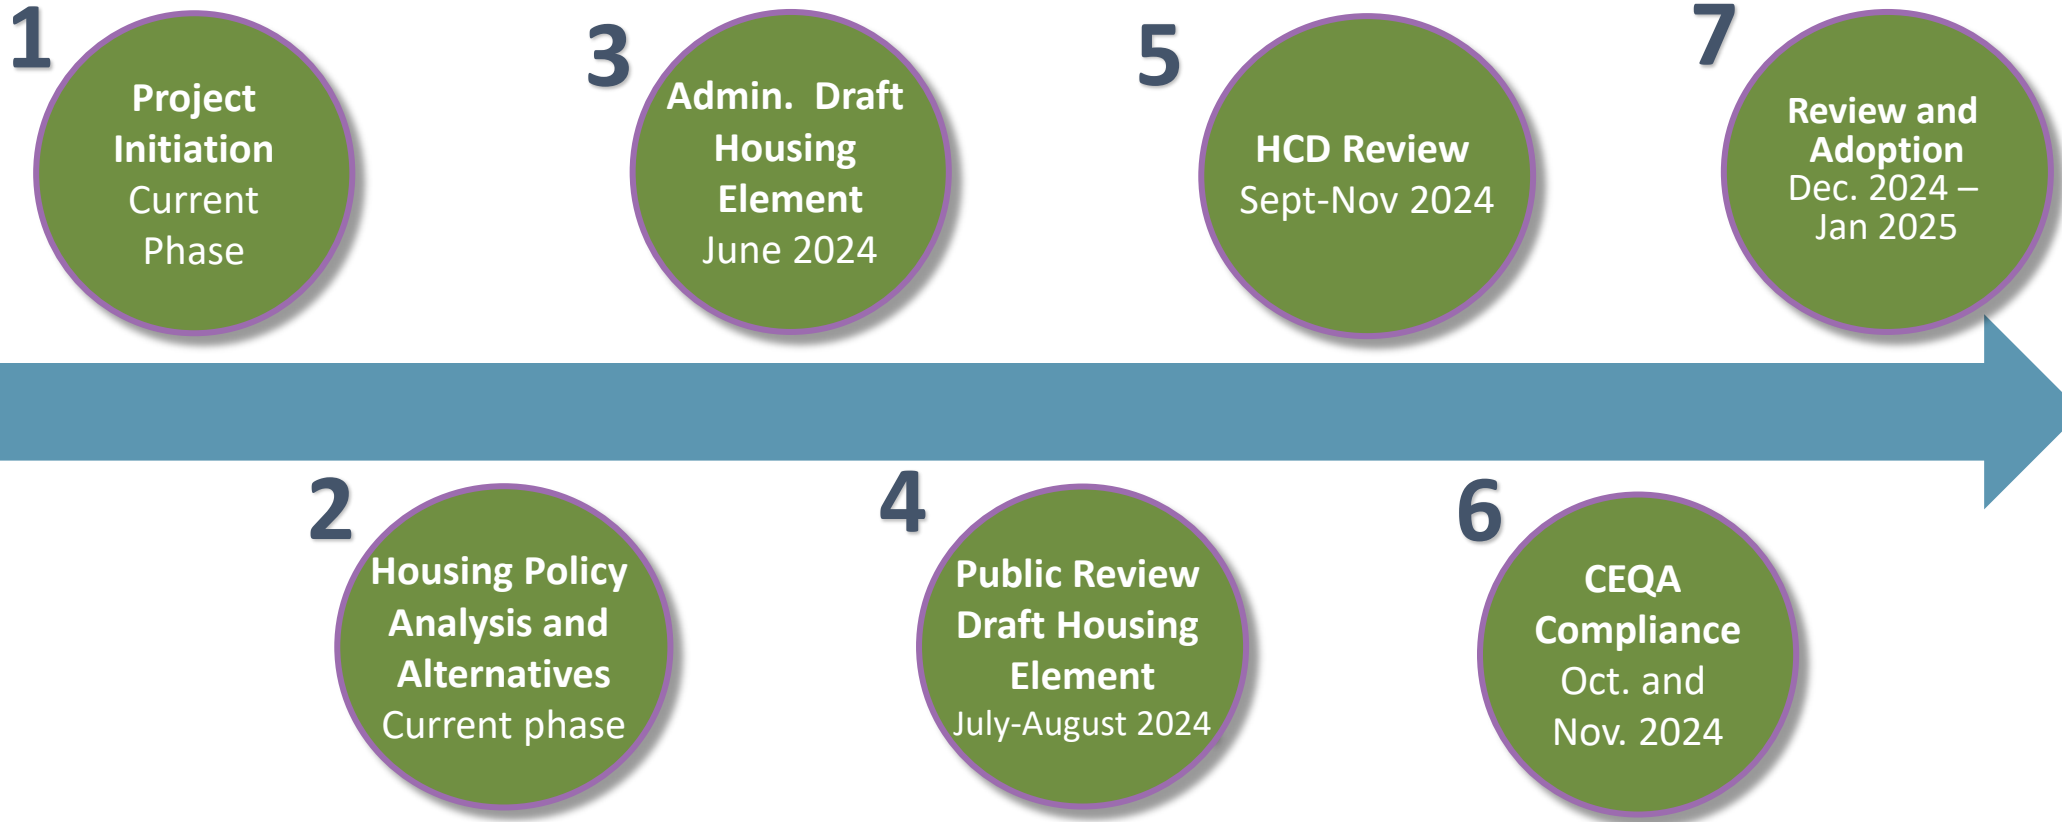 1
Project
Initiation
Current
Phase
2
Housing Policy
Analysis and
Alternatives
Current phase
3
Admin.  Draft
Housing
Element
June 2024
4
Public Review
Draft Housing
Element
July-August 2024
5
HCD Review
Sept-Nov 2024
6
CEQA
Compliance
Oct. and
Nov. 2024
7
Review and
Adoption
Dec. 2024 –
Jan 2025